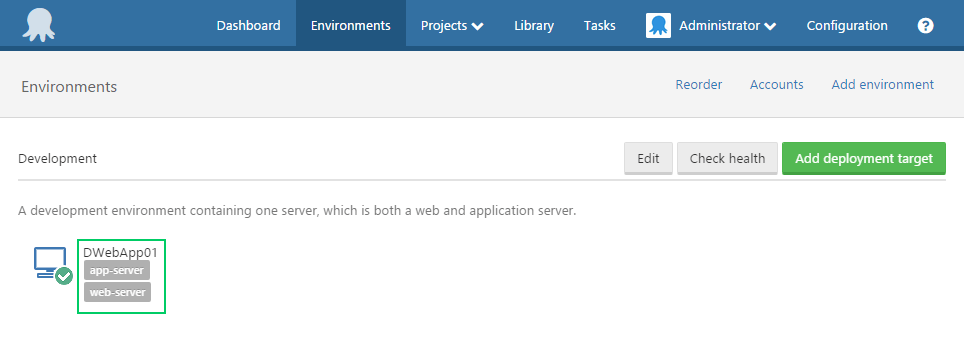 Dashboard Environments Projects Library Tasks Administrator Configuration ?
Environments Reorder Accounts Add environment
Development Edit Check health Add deployment target
A development environment containing one server, which is both a web and application server.
DWebApp01
app-server
web-server